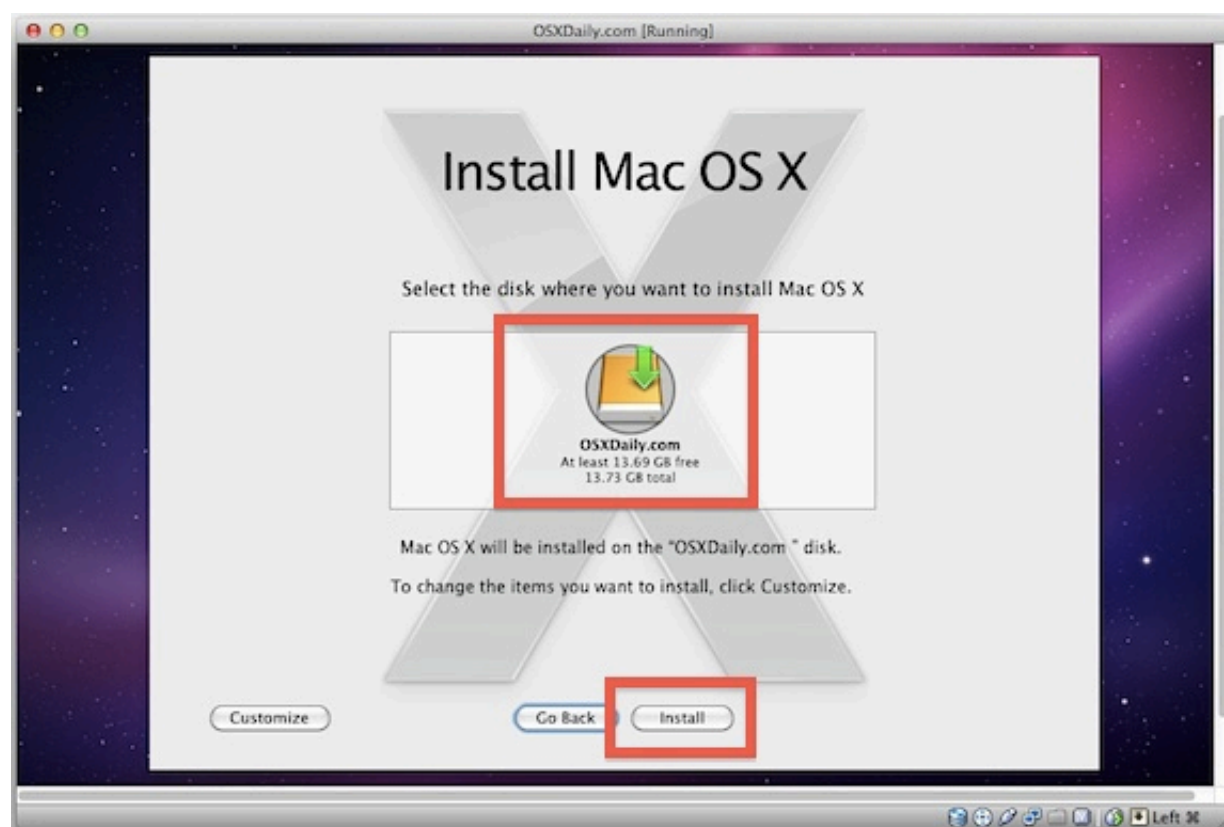 OSXDaily.com [Running]
Install Mac OS X
Select the disk where you want to install Mac OS X
OSXDaily.com
At least 13.69 GB free
13.73 GB total
Mac OS X will be installed on the “OSXDaily.com ” disk.
To change the items you want to install, click Customize.
Customize
Go Back
Install
Left ⌘